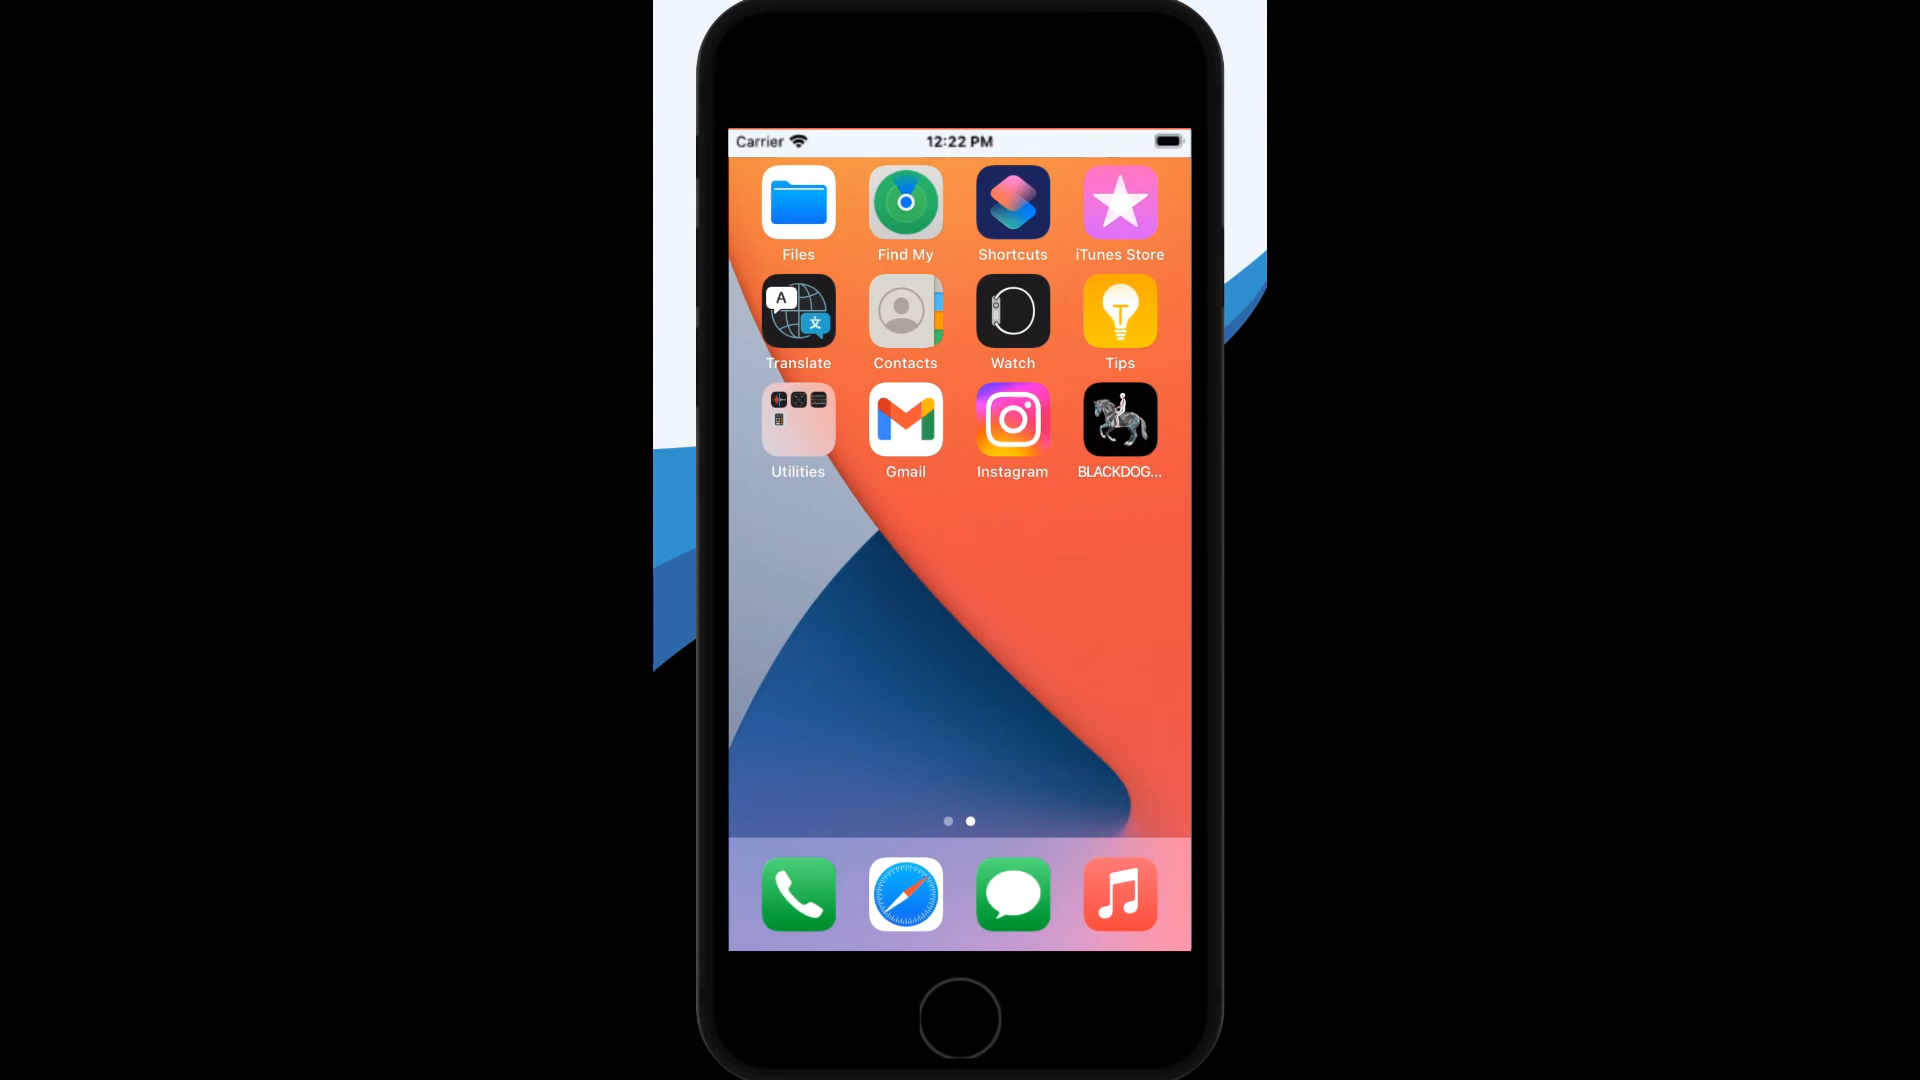 Carrier 12:22 PM
Files Find My Shortcuts iTunes Store
A 文 T
Translate Contacts Watch Tips
Utilities Gmail Instagram BLACKDOG...